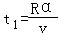 t₁ = Rα / v